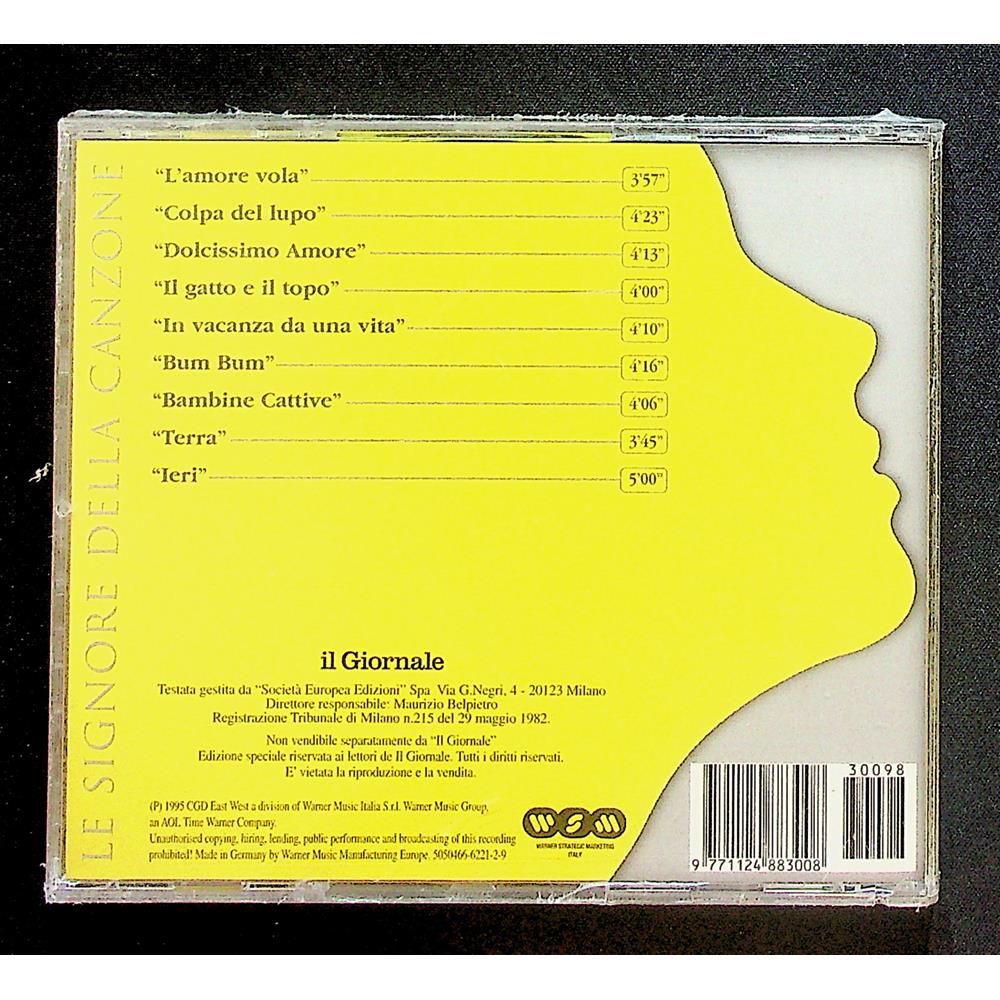 LE SIGNORE DELLA CANZONE
“L'amore vola” 3'57”
“Colpa del lupo” 4'23”
“Dolcissimo Amore” 4'13”
“Il gatto e il topo” 4'00”
“In vacanza da una vita” 4'10”
“Bum Bum” 4'16”
“Bambine Cattive” 4'06”
“Terra” 3'45”
“Ieri” 5'00”
il Giornale
Testata gestita da “Società Europea Edizioni” Spa Via G.Negri, 4 - 20123 Milano
Direttore responsabile: Maurizio Belpietro
Registrazione Tribunale di Milano n.215 del 29 maggio 1982.
Non vendibile separatamente da “Il Giornale”
Edizione speciale riservata ai lettori de Il Giornale. Tutti i diritti riservati.
E' vietata la riproduzione e la vendita.
(P) 1995 CGD East West a division of Warner Music Italia S.r.l. Warner Music Group,
an AOL Time Warner Company.
Unauthorised copying, hiring, lending, public performance and broadcasting of this recording
prohibited! Made in Germany by Warner Music Manufacturing Europe. 5050466-6221-2-9
WSM
WARNER STRATEGIC MARKETING
ITALY
30098
9 771124 883008